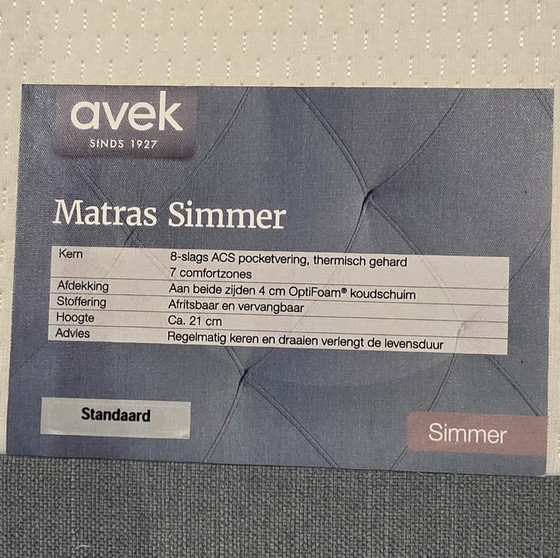 avek
SINDS 1927
Matras Simmer
Kern 8-slags ACS pocketvering, thermisch gehard
7 comfortzones
Afdekking Aan beide zijden 4 cm OptiFoam® koudschuim
Stoffering Afritsbaar en vervangbaar
Hoogte Ca. 21 cm
Advies Regelmatig keren en draaien verlengt de levensduur
Standaard
Simmer